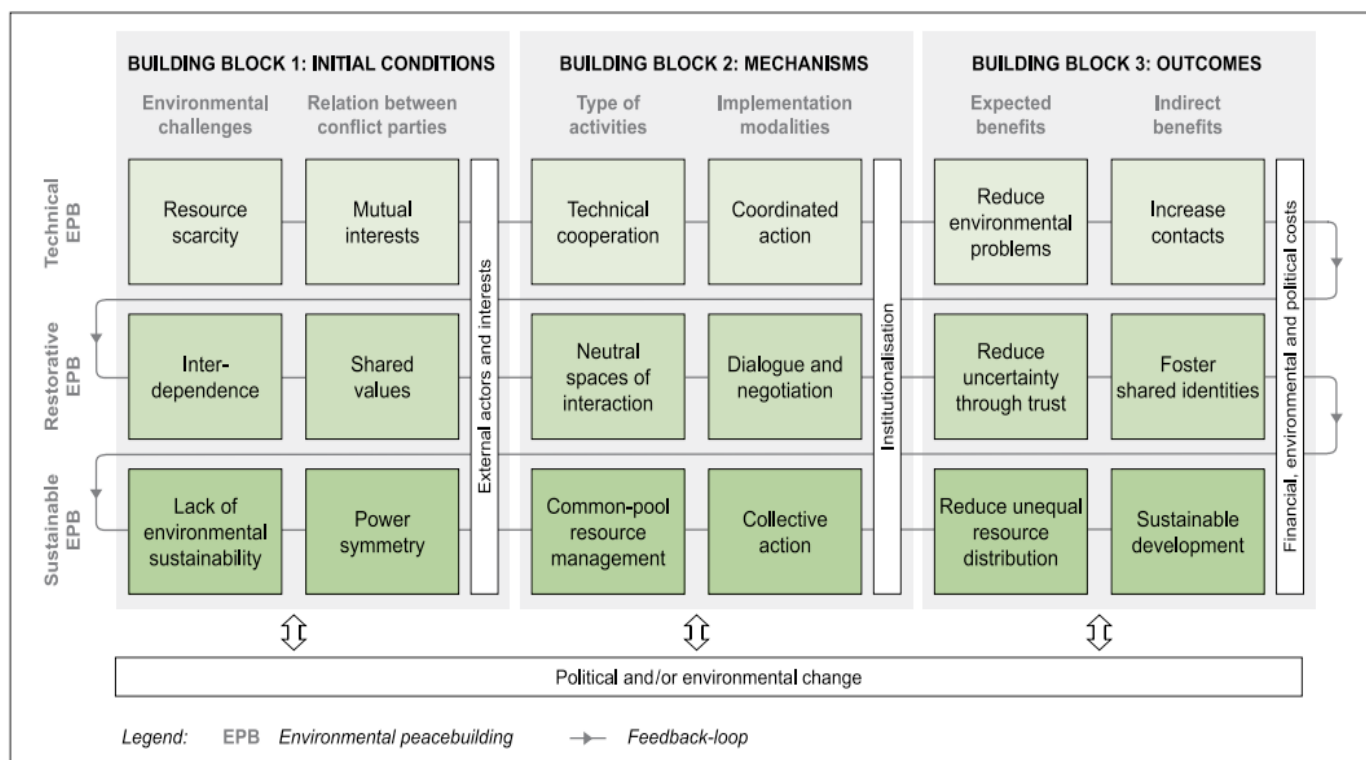 BUILDING BLOCK 1: INITIAL CONDITIONS
Environmental
challenges
Relation between
conflict parties
BUILDING BLOCK 2: MECHANISMS
Type of
activities
Implementation
modalities
BUILDING BLOCK 3: OUTCOMES
Expected
benefits
Indirect
benefits
Technical
EPB
Resource
scarcity
Mutual
interests
Technical
cooperation
Coordinated
action
Reduce
environmental
problems
Increase
contacts
Restorative
EPB
Inter-
dependence
Shared
values
Neutral
spaces of
interaction
Dialogue and
negotiation
Reduce
uncertainty
through trust
Foster
shared identities
Sustainable
EPB
Lack of
environmental
sustainability
Power
symmetry
Common-pool
resource
management
Collective
action
Reduce unequal
resource
distribution
Sustainable
development
External actors and interests
Institutionalisation
Financial, environmental and political costs
Political and/or environmental change
Legend: EPB Environmental peacebuilding Feedback-loop